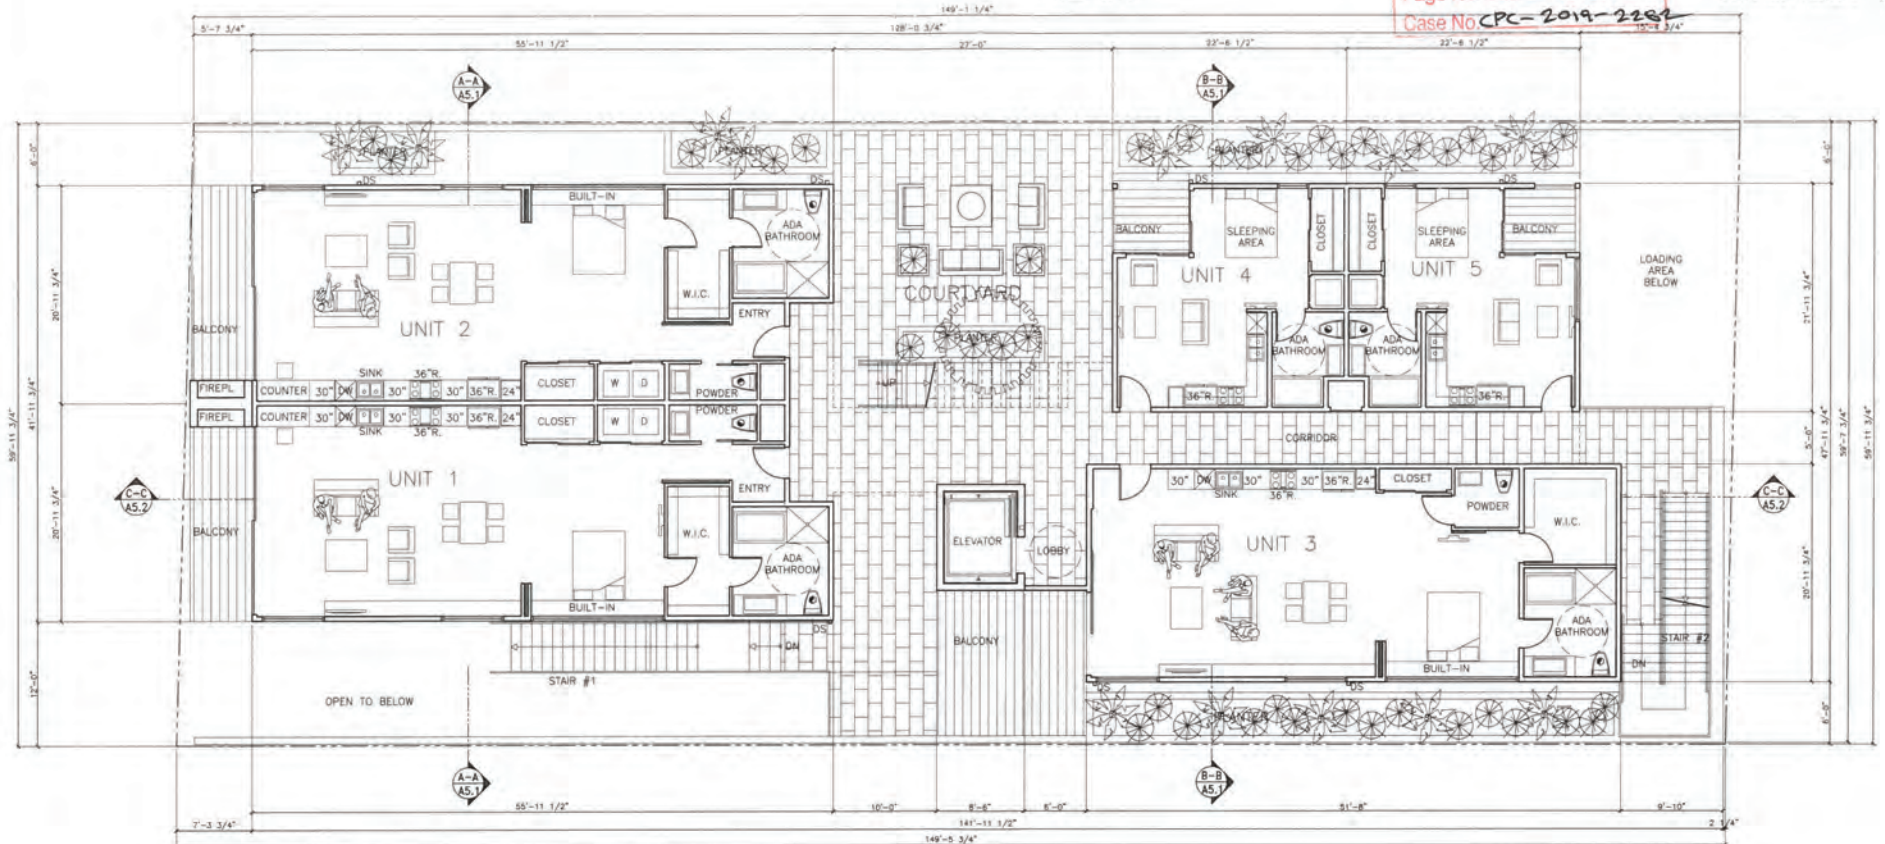 149'-1 1/4"
Case No. CPC-2019-2282
5'-7 3/4"
128'-0 3/4"
15'-4 3/4"
55'-11 1/2"
27'-0"
22'-6 1/2"
22'-6 1/2"
A-A
A5.1
B-B
A5.1
PLANTER
PLANTER
PLANTER
6'-0"
6'-0"
DS
DS
DS
DS
BUILT-IN
ADA
BATHROOM
W.I.C.
BALCONY
SLEEPING
AREA
CLOSET
CLOSET
SLEEPING
AREA
BALCONY
UNIT 4
UNIT 5
LOADING
AREA
BELOW
COURTYARD
20'-11 3/4"
21'-11 3/4"
BALCONY
UNIT 2
ENTRY
PLANTER
ADA
BATHROOM
ADA
BATHROOM
UP
FIREPL
COUNTER
30"
DW
SINK
30"
36"R.
30"
36"R.
24"
CLOSET
W
D
POWDER
36"R.
36"R.
FIREPL
COUNTER
30"
DW
SINK
30"
36"R.
30"
36"R.
24"
CLOSET
W
D
POWDER
59'-11 3/4"
41'-11 3/4"
CORRIDOR
5'-0"
47'-11 3/4"
59'-7 3/4"
59'-11 3/4"
UNIT 1
ENTRY
C-C
A5.2
C-C
A5.2
30"
DW
SINK
30"
36"R.
30"
36"R.
24"
CLOSET
POWDER
W.I.C.
20'-11 3/4"
BALCONY
W.I.C.
ADA
BATHROOM
ELEVATOR
LOBBY
UNIT 3
20'-11 3/4"
BUILT-IN
DS
ADA
BATHROOM
STAIR #2
DN
BALCONY
DN
STAIR #1
BUILT-IN
OPEN TO BELOW
12'-0"
DS
DS
PLANTER
6'-0"
A-A
A5.1
B-B
A5.1
55'-11 1/2"
10'-0"
8'-6"
51'-8"
9'-10"
7'-3 3/4"
141'-11 1/2"
2 1/4"
149'-5 3/4"